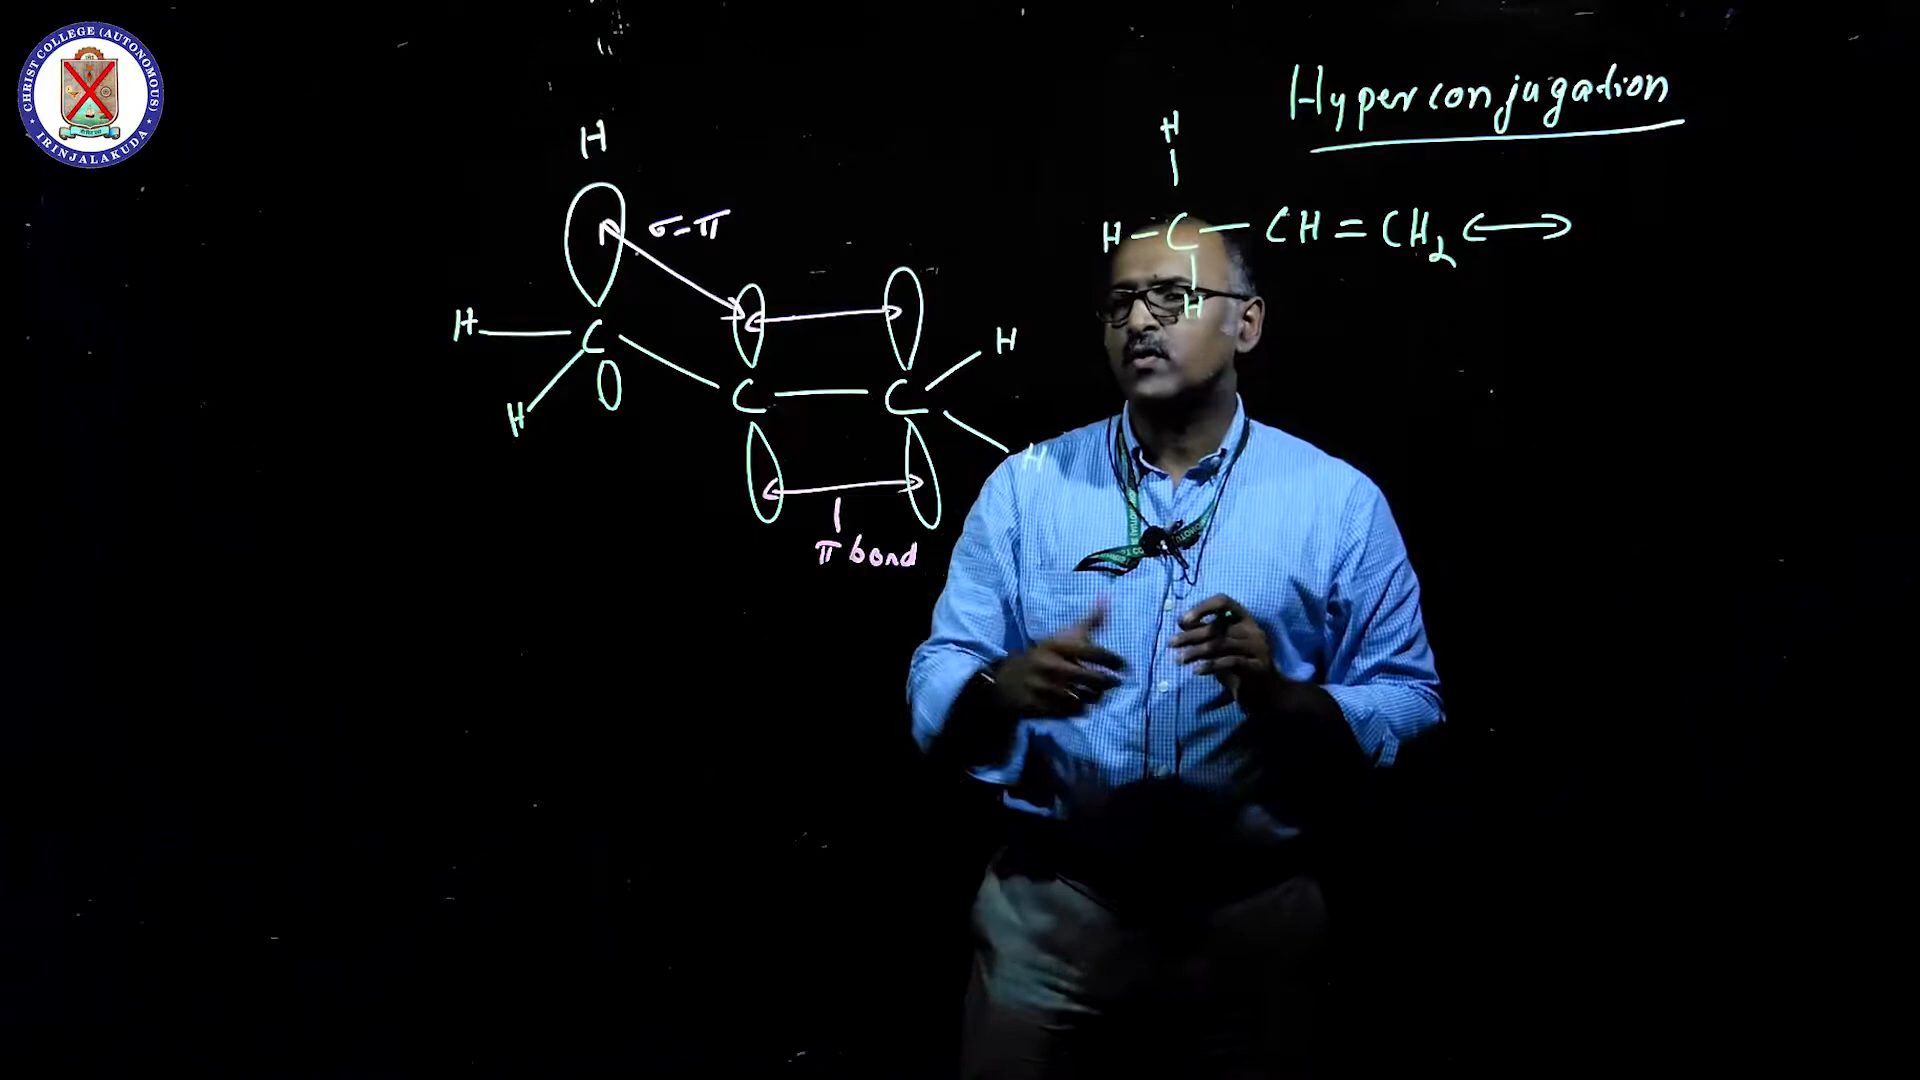 CHRIST COLLEGE (AUTONOMOUS)
IRINJALAKUDA
Hyperconjugation
H
H – C – CH = CH₂ ⟷
H
H
σ-π
H
C
H
H
C
C
H
H
π bond